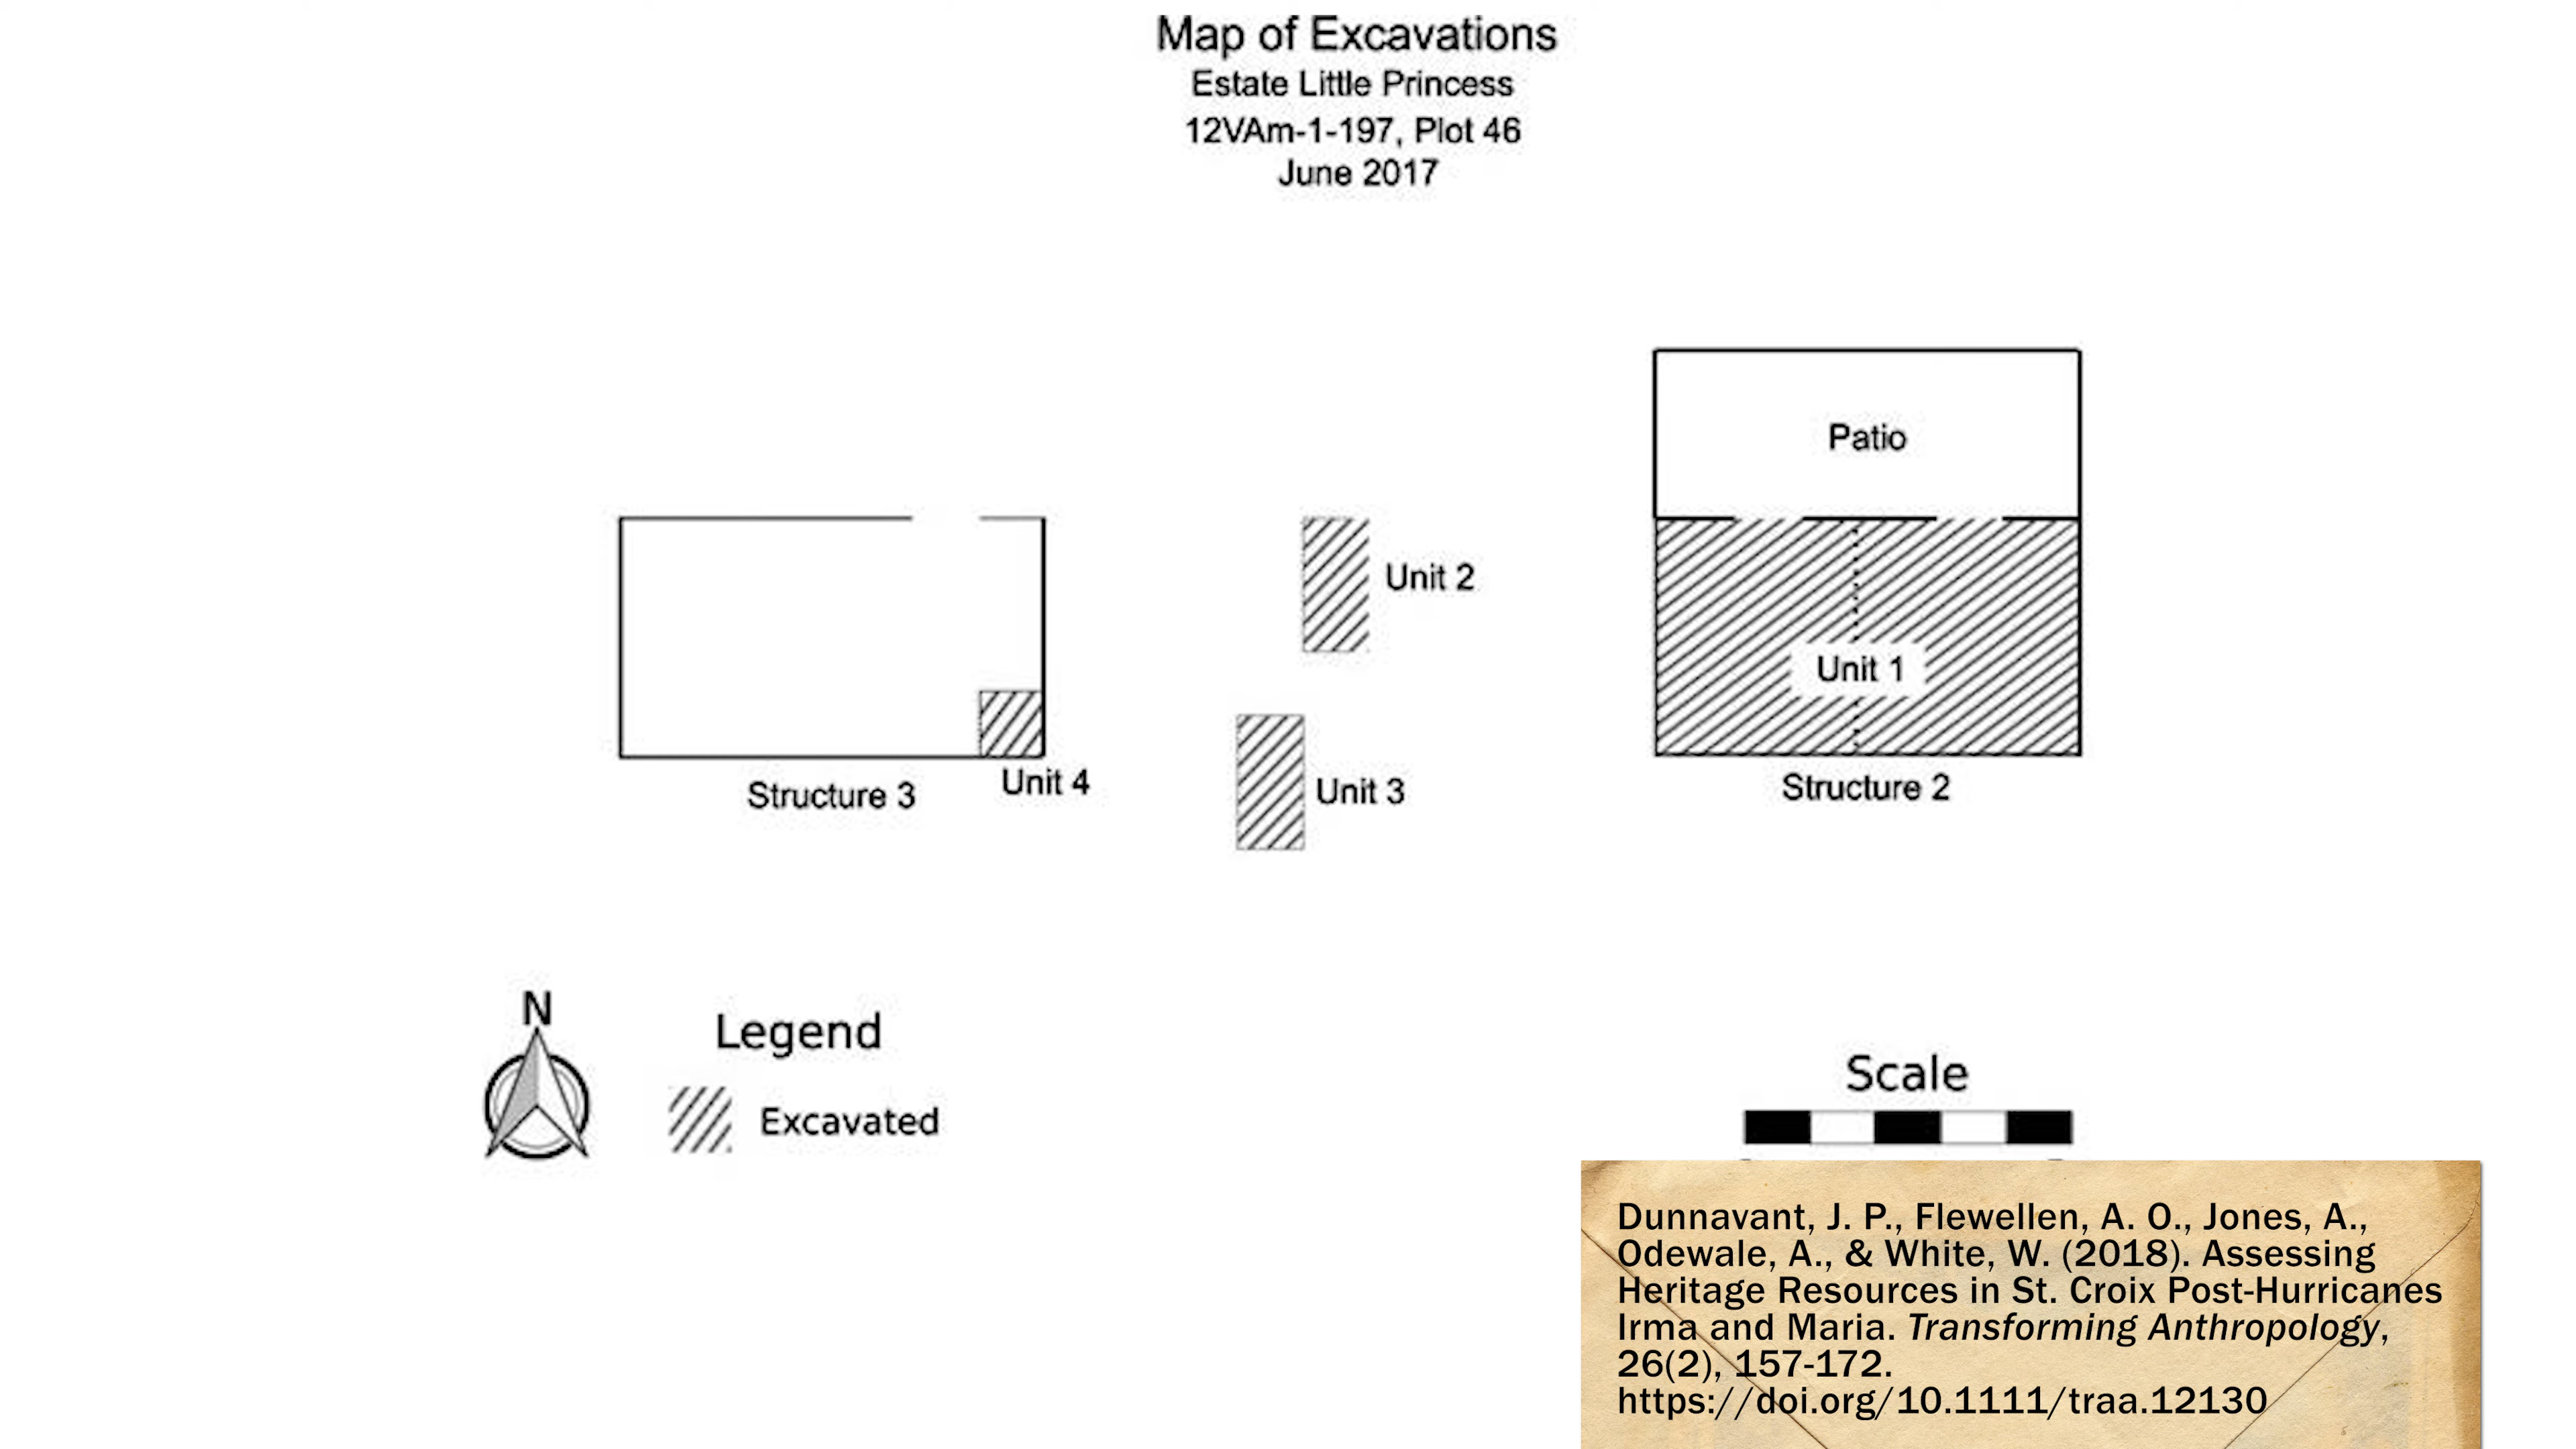 Map of Excavations
Estate Little Princess
12VAm-1-197, Plot 46
June 2017
Patio
Unit 2
Unit 1
Unit 4
Structure 3
Unit 3
Structure 2
N
Legend
Excavated
Scale
Dunnavant, J. P., Flewellen, A. O., Jones, A.,
Odewale, A., & White, W. (2018). Assessing
Heritage Resources in St. Croix Post-Hurricanes
Irma and Maria. Transforming Anthropology,
26(2), 157-172.
https://doi.org/10.1111/traa.12130